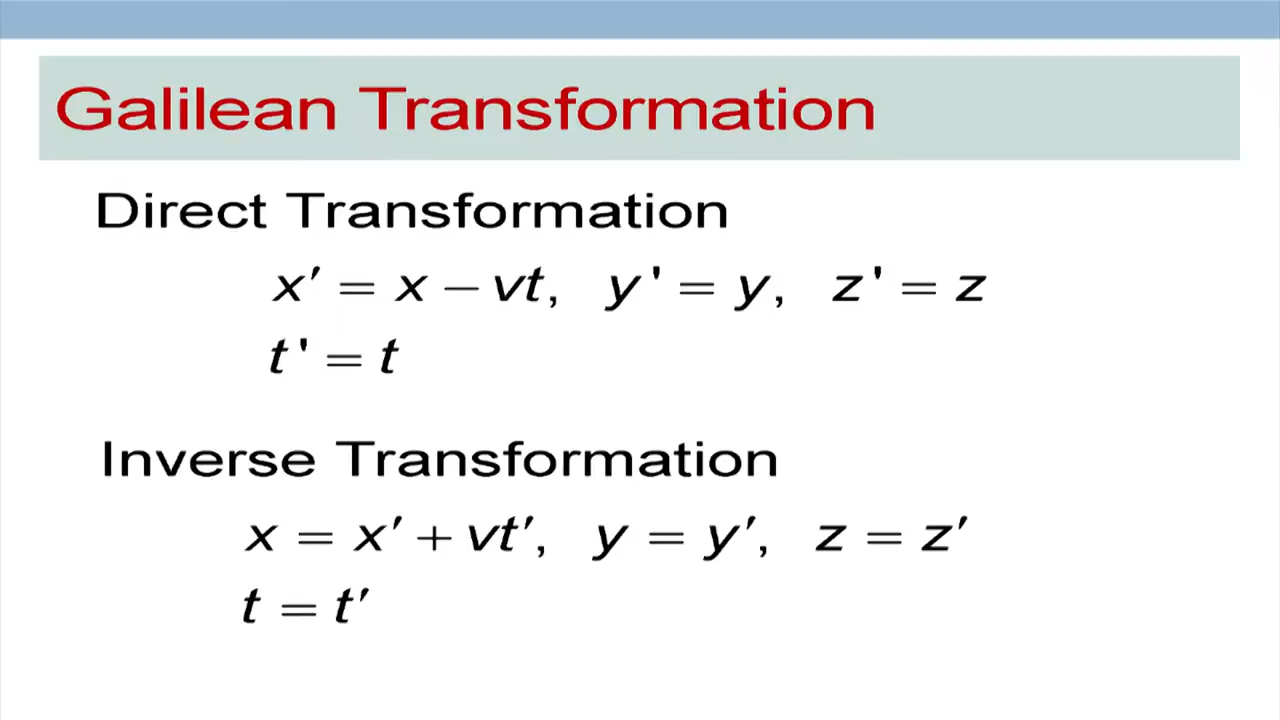 Galilean Transformation
Direct Transformation
x′ = x − vt, y' = y, z' = z
t' = t
Inverse Transformation
x = x′ + vt′, y = y′, z = z′
t = t′